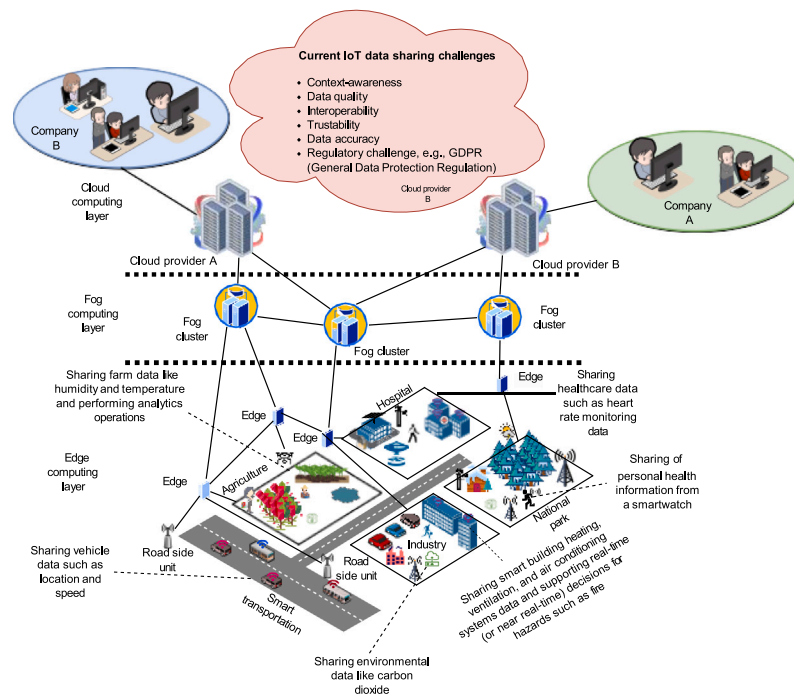 Current IoT data sharing challenges
Context-awareness
Data quality
Interoperability
Trustability
Data accuracy
Regulatory challenge, e.g., GDPR
(General Data Protection Regulation)
Cloud provider
B
Company
B
Company
A
Cloud
computing
layer
Cloud provider A
Cloud provider B
Fog
computing
layer
Fog
cluster
Fog cluster
Fog
cluster
Sharing farm data like
humidity and temperature
and performing analytics
operations
Hospital
Edge
Sharing
healthcare data
such as heart
rate monitoring
data
Edge
Edge
Edge
computing
layer
Edge
Agriculture
Sharing of
personal health
information from
a smartwatch
National
park
Industry
Road side
unit
Road
side unit
Sharing vehicle
data such as
location and
speed
Smart
transportation
Sharing smart building heating,
ventilation, and air conditioning
systems data and supporting real-time
(or near real-time) decisions for
hazards such as fire
Sharing environmental
data like carbon
dioxide